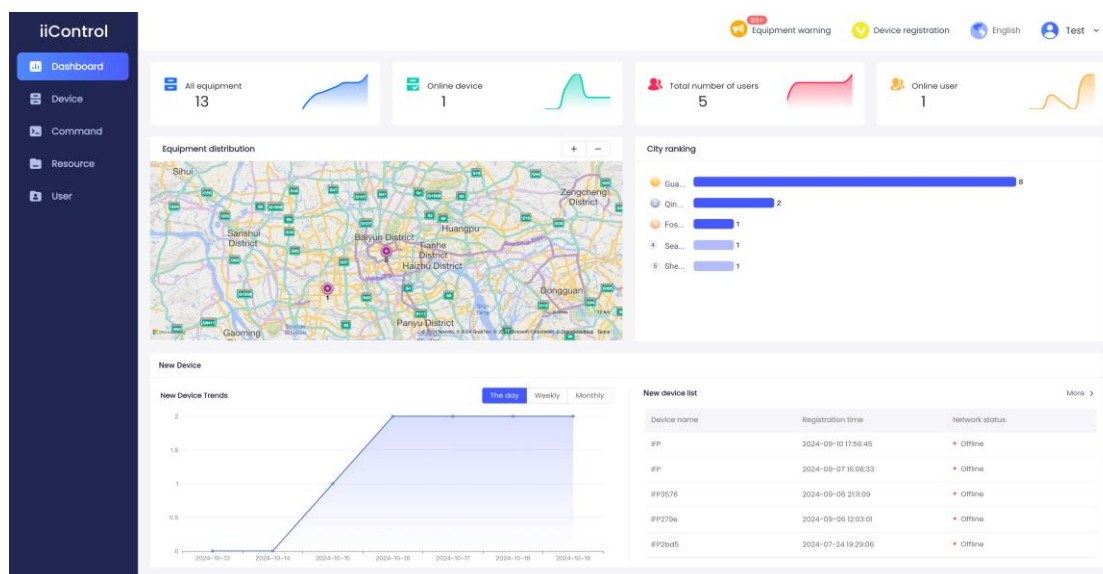 iiControl
99+
Equipment warning
Device registration
English
Test
Dashboard
Device
Command
Resource
User
All equipment
13
Online device
1
Total number of users
5
Online user
1
Equipment distribution
+ −
Sihui
Zengcheng
District
Sanshui
District
Baiyun District
Huangpu
Tianhe
District
Haizhu District
8
1
Dongguan
Panyu District
Gaoming
City ranking
Gua... 8
Qin... 2
Fos... 1
4 Sea... 1
5 She... 1
New Device
New Device Trends
The day Weekly Monthly
2
1.5
1
0.5
0
2024-10-13 2024-10-14 2024-10-15 2024-10-16 2024-10-17 2024-10-18 2024-10-19
New device list
More >
Device name Registration time Network status
IFP 2024-09-10 17:56:45 Offline
IFP 2024-09-07 16:08:33 Offline
IFP3578 2024-09-06 21:11:09 Offline
IFP279e 2024-09-06 12:03:01 Offline
IFP2bd5 2024-07-24 19:29:06 Offline